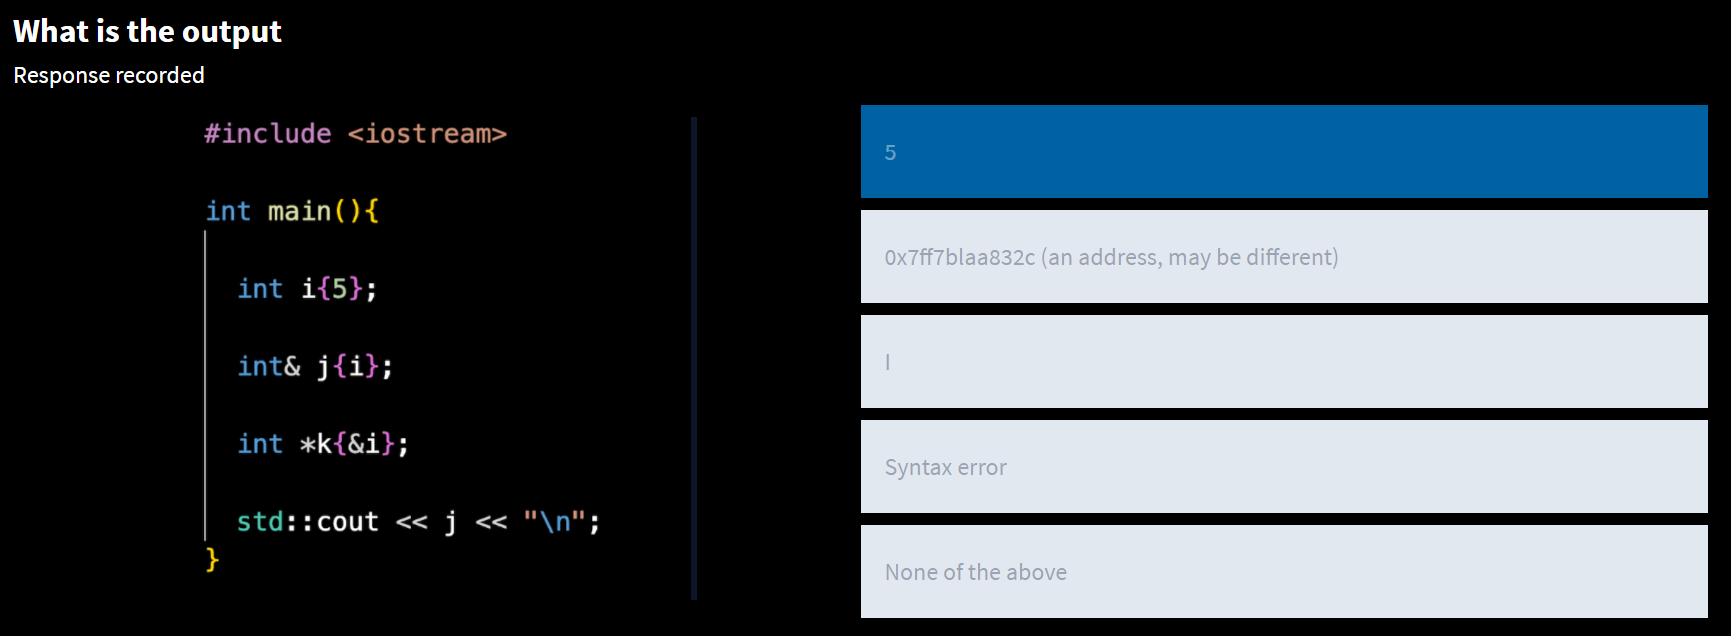 What is the output
Response recorded
#include <iostream>
int main(){
int i{5};
int& j{i};
int *k{&i};
std::cout << j << "\n";
}
5
0x7ff7blaa832c (an address, may be different)
I
Syntax error
None of the above